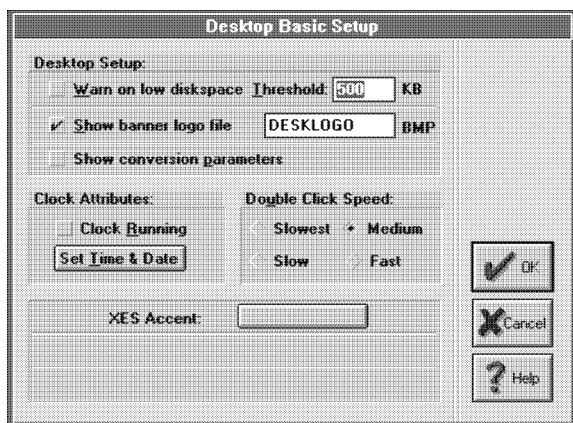 Desktop Basic Setup
Desktop Setup:
Warn on low diskspace Threshold: 500 KB
Show banner logo file DESKLOGO BMP
Show conversion parameters
Clock Attributes:
Clock Running
Set Time & Date
Double Click Speed:
Slowest Medium
Slow Fast
XES Accent:
OK
Cancel
Help